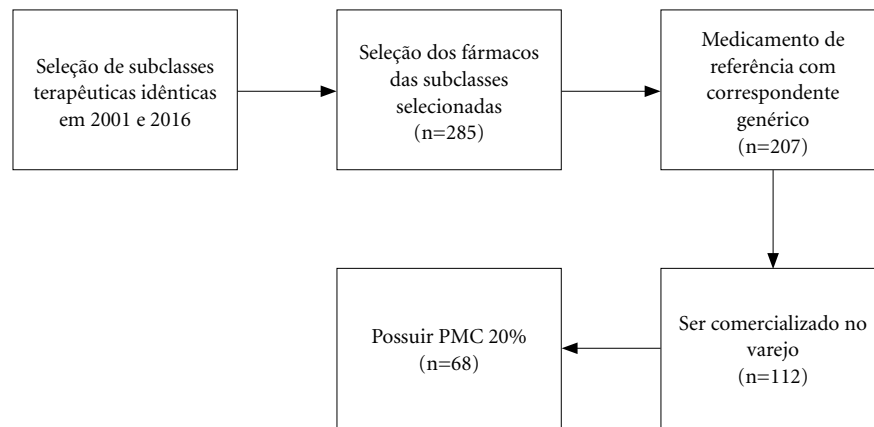 Seleção de subclasses
terapêuticas idênticas
em 2001 e 2016
Seleção dos fármacos
das subclasses
selecionadas
(n=285)
Medicamento de
referência com
correspondente
genérico
(n=207)
Ser comercializado no
varejo
(n=112)
Possuir PMC 20%
(n=68)